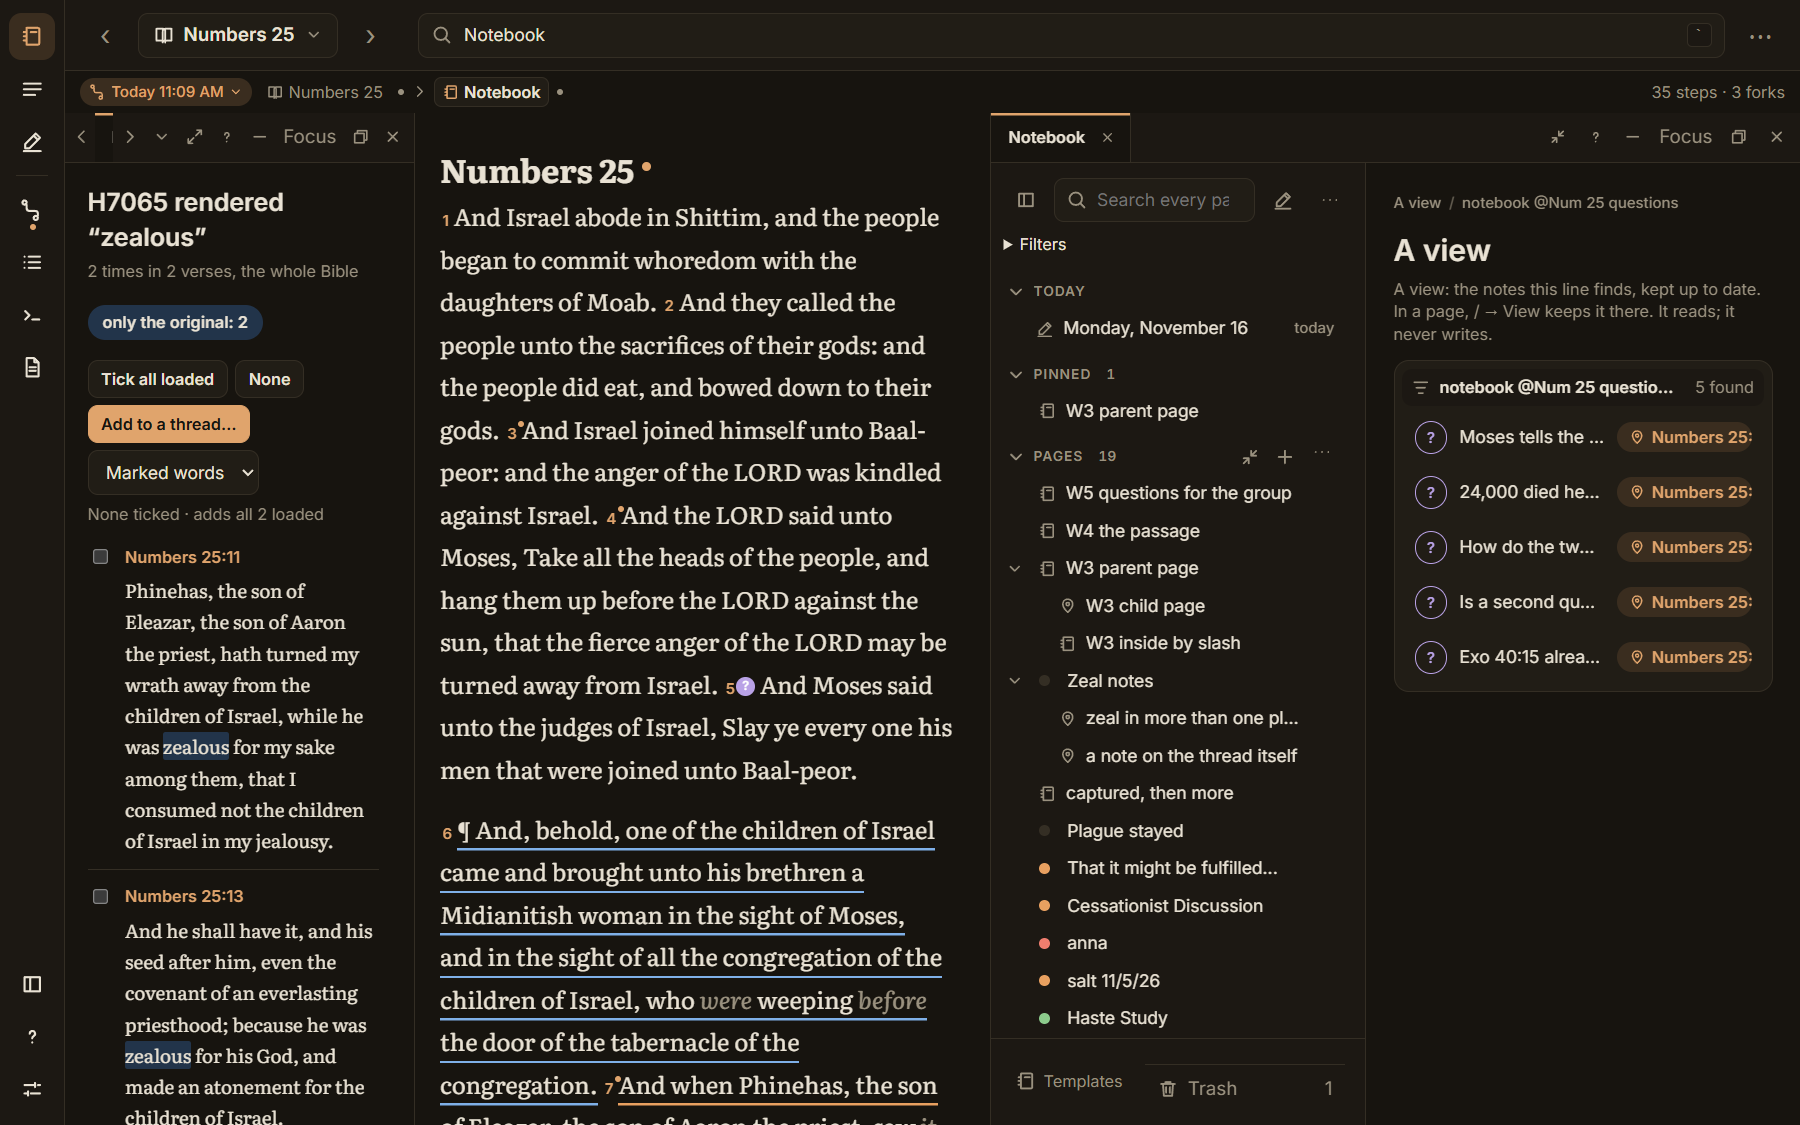 Numbers 25
Notebook
`
Today 11:09 AM
Numbers 25
Notebook
35 steps · 3 forks
? Focus
H7065 rendered
“zealous”
2 times in 2 verses, the whole Bible
only the original: 2
Tick all loaded
None
Add to a thread...
Marked words
None ticked · adds all 2 loaded
Numbers 25:11
Phinehas, the son of
Eleazar, the son of Aaron
the priest, hath turned my
wrath away from the
children of Israel, while he
was zealous for my sake
among them, that I
consumed not the children
of Israel in my jealousy.
Numbers 25:13
And he shall have it, and his
seed after him, even the
covenant of an everlasting
priesthood; because he was
zealous for his God, and
made an atonement for the
children of Israel.
Numbers 25
1 And Israel abode in Shittim, and the people
began to commit whoredom with the
daughters of Moab. 2 And they called the
people unto the sacrifices of their gods: and
the people did eat, and bowed down to their
gods. 3 And Israel joined himself unto Baal-
peor: and the anger of the LORD was kindled
against Israel. 4 And the LORD said unto
Moses, Take all the heads of the people, and
hang them up before the LORD against the
sun, that the fierce anger of the LORD may be
turned away from Israel. 5 ? And Moses said
unto the judges of Israel, Slay ye every one his
men that were joined unto Baal-peor.
6 ¶ And, behold, one of the children of Israel
came and brought unto his brethren a
Midianitish woman in the sight of Moses,
and in the sight of all the congregation of the
children of Israel, who were weeping before
the door of the tabernacle of the
congregation. 7 And when Phinehas, the son
of Eleazar, the son of Aaron the priest, saw it
Notebook
? Focus
Search every pa
Filters
TODAY
Monday, November 16 today
PINNED 1
W3 parent page
PAGES 19
W5 questions for the group
W4 the passage
W3 parent page
W3 child page
W3 inside by slash
Zeal notes
zeal in more than one pl...
a note on the thread itself
captured, then more
Plague stayed
That it might be fulfilled...
Cessationist Discussion
anna
salt 11/5/26
Haste Study
Templates
Trash 1
A view / notebook @Num 25 questions
A view
A view: the notes this line finds, kept up to date.
In a page, / → View keeps it there. It reads; it
never writes.
notebook @Num 25 questio... 5 found
? Moses tells the ... Numbers 25:
? 24,000 died he... Numbers 25:
? How do the tw... Numbers 25:
? Is a second qu... Numbers 25:
? Exo 40:15 alrea... Numbers 25:
?